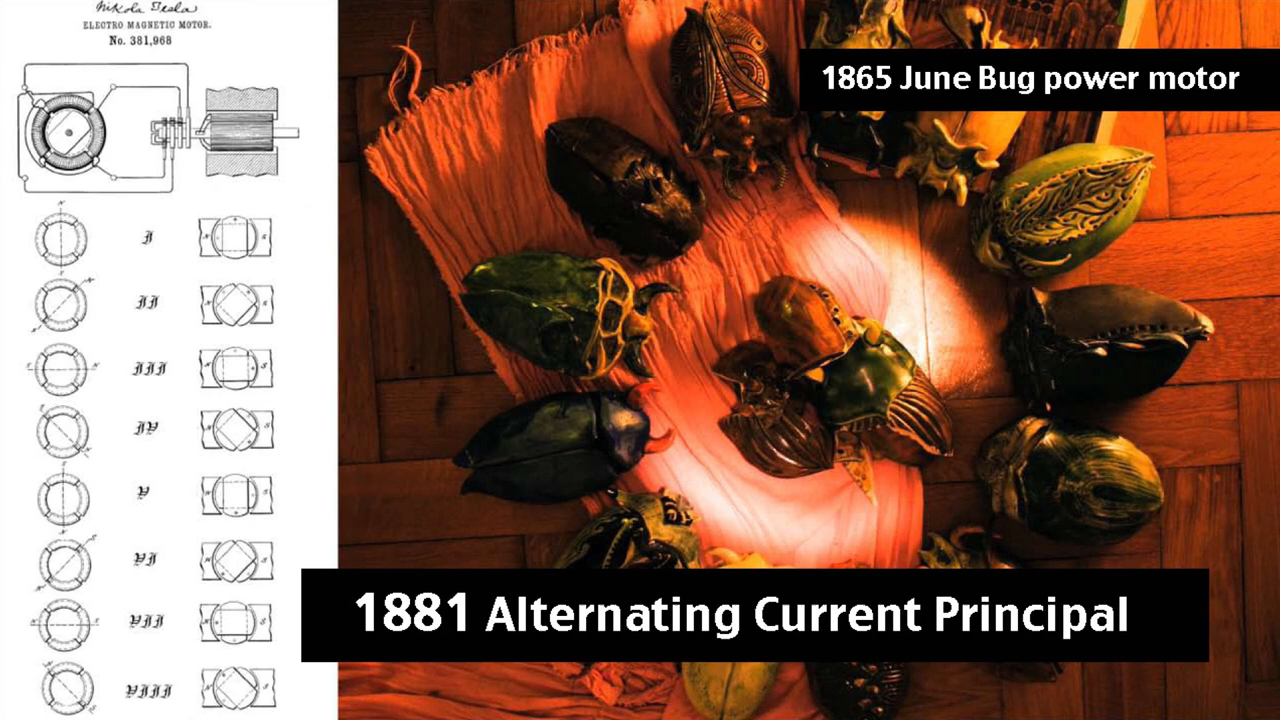 Nikola Tesla
ELECTRO MAGNETIC MOTOR.
No. 381,968
1865 June Bug power motor
I
II
III
IV
V
VI
VII
VIII
1881 Alternating Current Principal